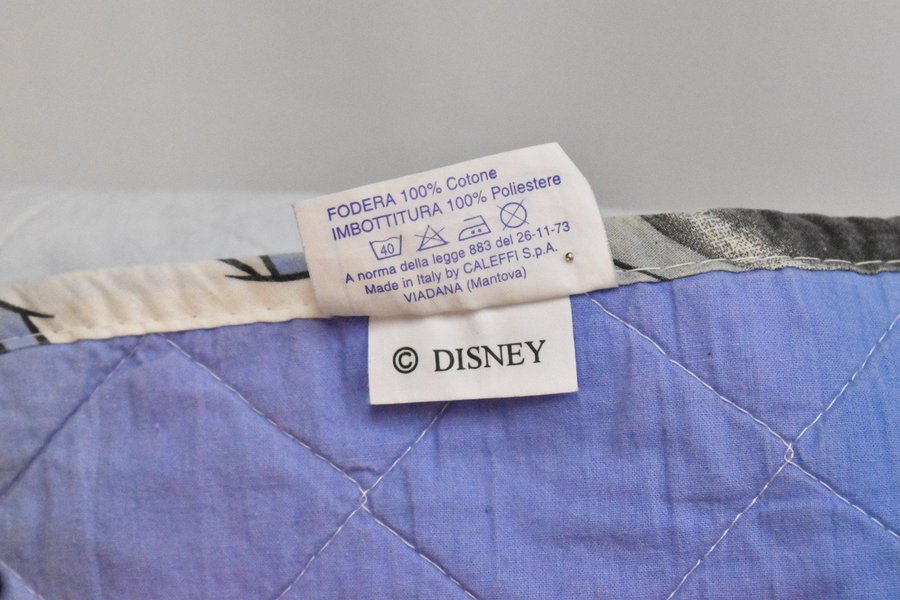 FODERA 100% Cotone
IMBOTTITURA 100% Poliestere
40
A norma della legge 883 del 26-11-73
Made in Italy by CALEFFI S.p.A.
VIADANA (Mantova)
© DISNEY